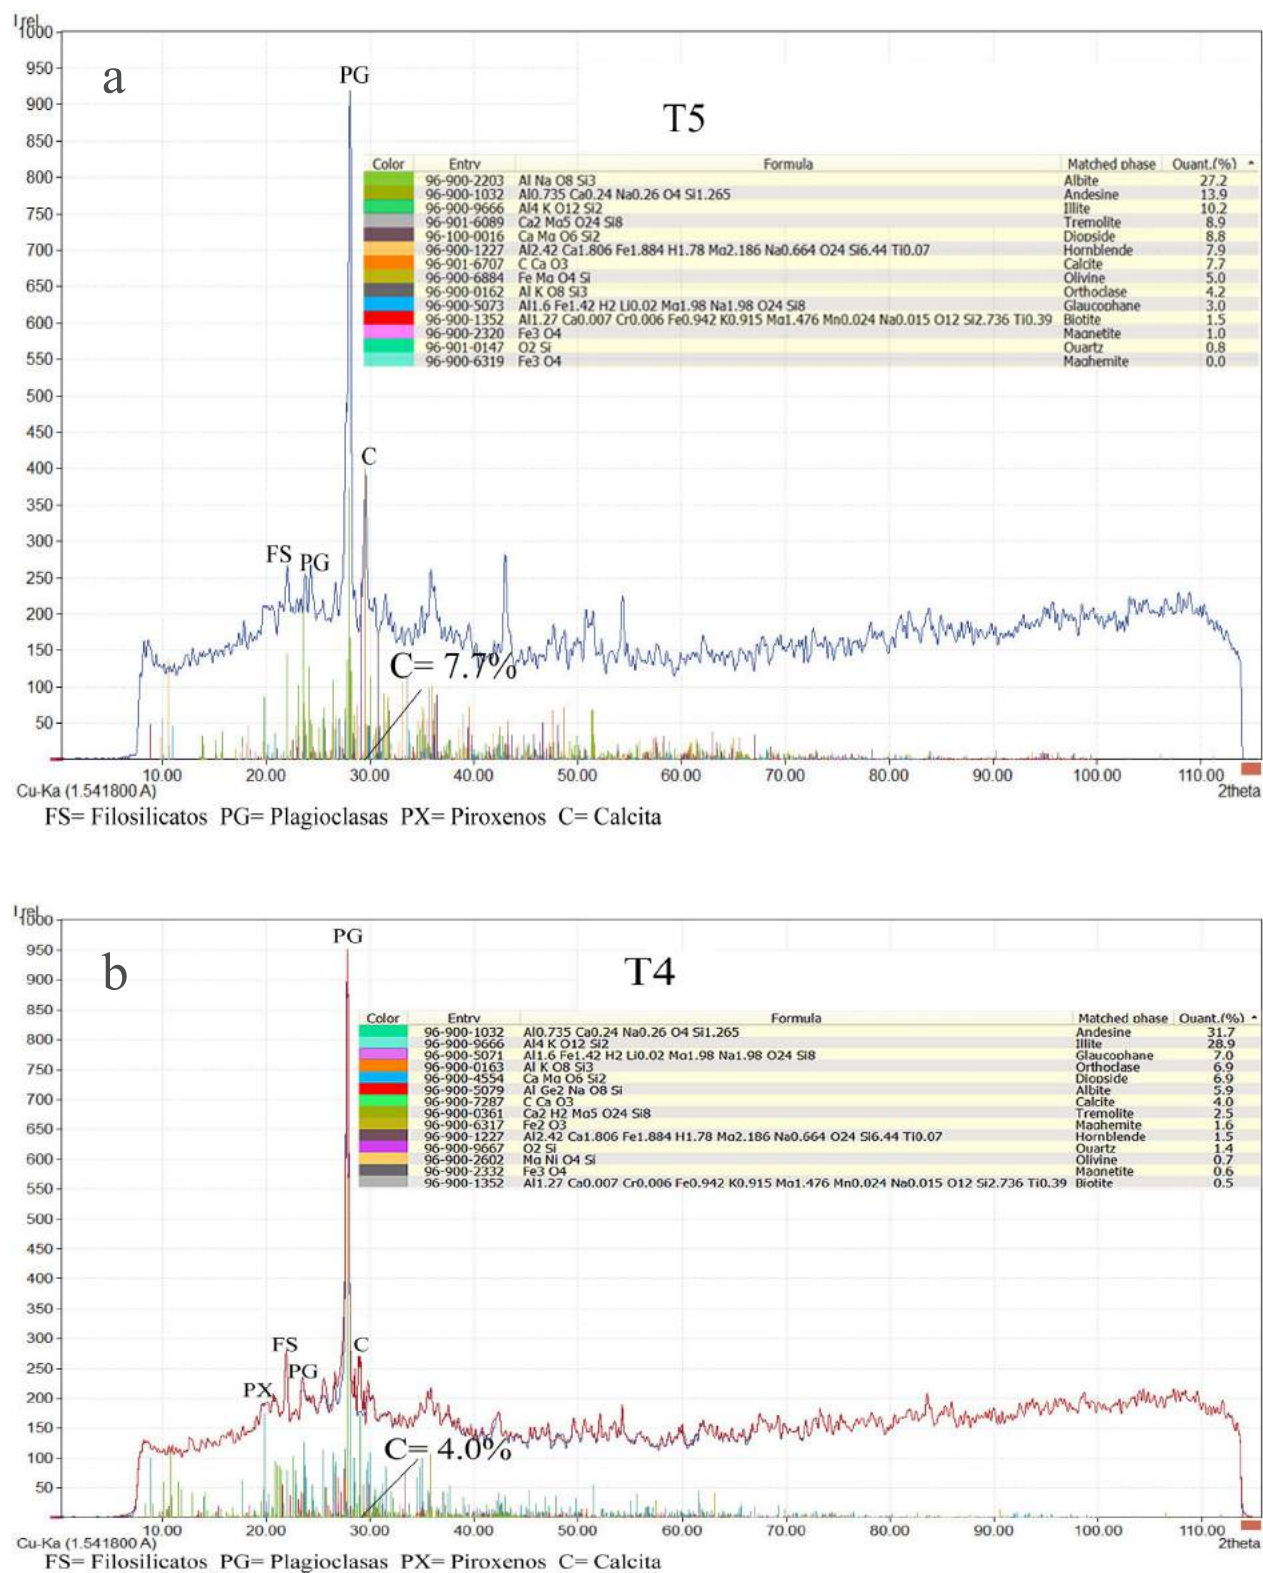 I rel.
a
PG
T5
1000
950
900
850
800
750
700
650
600
550
500
450
400
350
300
250
200
150
100
50
Color Entry Formula Matched phase Quant.(%)
96-900-2203 Al Na O8 Si3 Albite 27.2
96-900-1032 Al0.735 Ca0.24 Na0.26 O4 Si1.265 Andesine 13.9
96-900-9666 Al4 K O12 Si2 Illite 10.2
96-901-6089 Ca2 Mg5 O24 Si8 Tremolite 8.9
96-100-0016 Ca Mg O6 Si2 Diopside 8.8
96-900-1227 Al2.42 Ca1.806 Fe1.884 H1.78 Mg2.186 Na0.664 O24 Si6.44 Ti0.07 Hornblende 7.9
96-901-6707 C Ca O3 Calcite 7.7
96-900-6884 Fe Mg O4 Si Olivine 5.0
96-900-0162 Al K O8 Si3 Orthoclase 4.2
96-900-5073 Al1.6 Fe1.42 H2 Li0.02 Mg1.98 Na1.98 O24 Si8 Glaucophane 3.0
96-900-1352 Al1.27 Ca0.007 Cr0.006 Fe0.942 K0.915 Mg1.476 Mn0.024 Na0.015 O12 Si2.736 Ti0.39 Biotite 1.5
96-900-2320 Fe3 O4 Magnetite 1.0
96-901-0147 O2 Si Quartz 0.8
96-900-6319 Fe3 O4 Maghemite 0.0
C
FS PG
C= 7.7%
10.00 20.00 30.00 40.00 50.00 60.00 70.00 80.00 90.00 100.00 110.00
Cu-Ka (1.541800 A) 2theta
FS= Filosilicatos PG= Plagioclasas PX= Piroxenos C= Calcita
I rel.
b
PG
T4
1000
950
900
850
800
750
700
650
600
550
500
450
400
350
300
250
200
150
100
50
Color Entry Formula Matched phase Quant.(%)
96-900-1032 Al0.735 Ca0.24 Na0.26 O4 Si1.265 Andesine 31.7
96-900-9666 Al4 K O12 Si2 Illite 28.9
96-900-5071 Al1.6 Fe1.42 H2 Li0.02 Mg1.98 Na1.98 O24 Si8 Glaucophane 7.0
96-900-0163 Al K O8 Si3 Orthoclase 6.9
96-900-4554 Ca Mg O6 Si2 Diopside 6.9
96-900-5079 Al Ge2 Na O8 Si Albite 5.9
96-900-7287 C Ca O3 Calcite 4.0
96-900-0361 Ca2 H2 Mg5 O24 Si8 Tremolite 2.5
96-900-6317 Fe2 O3 Maghemite 1.6
96-900-1227 Al2.42 Ca1.806 Fe1.884 H1.78 Mg2.186 Na0.664 O24 Si6.44 Ti0.07 Hornblende 1.5
96-900-9667 O2 Si Quartz 1.4
96-900-2602 Mg Ni O4 Si Olivine 0.7
96-900-2332 Fe3 O4 Magnetite 0.6
96-900-1352 Al1.27 Ca0.007 Cr0.006 Fe0.942 K0.915 Mg1.476 Mn0.024 Na0.015 O12 Si2.736 Ti0.39 Biotite 0.5
FS C
PX PG
C= 4.0%
10.00 20.00 30.00 40.00 50.00 60.00 70.00 80.00 90.00 100.00 110.00
Cu-Ka (1.541800 A) 2theta
FS= Filosilicatos PG= Plagioclasas PX= Piroxenos C= Calcita